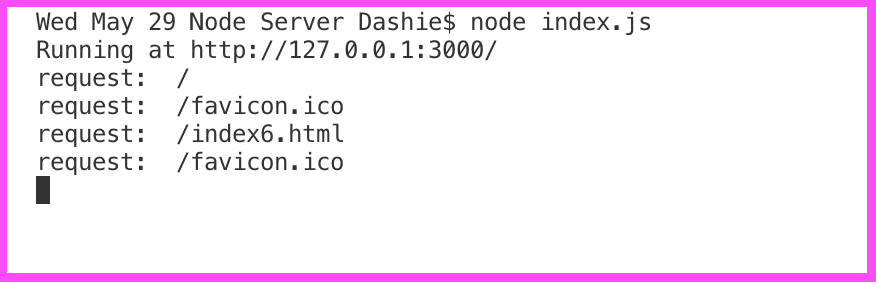 Wed May 29 Node Server Dashie$ node index.js
Running at http://127.0.0.1:3000/
request:  /
request:  /favicon.ico
request:  /index6.html
request:  /favicon.ico